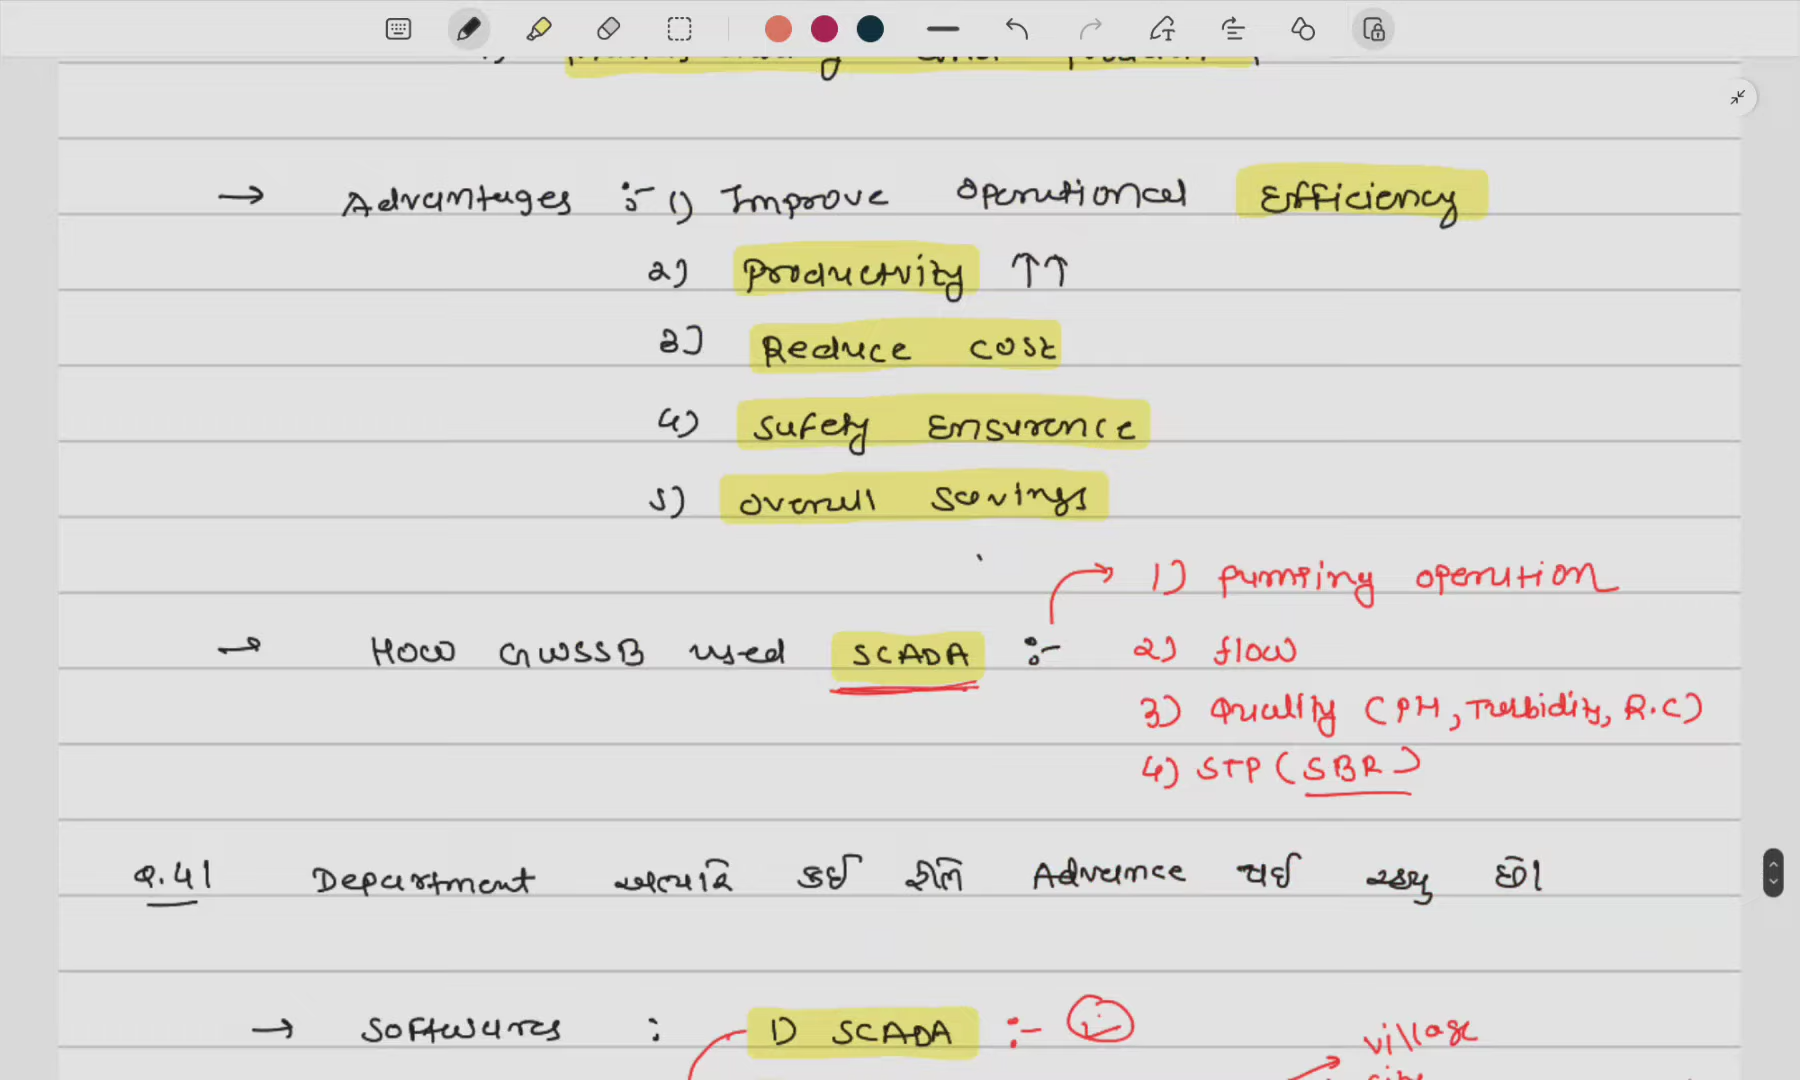 → Advantages :- 1) Improve operational Efficiency
2) Productivity ↑↑
3) Reduce cost
4) Safety Ensurence
5) overall Savings
→ How GWSSB used SCADA :- 1) pumping operation
2) flow
3) Quality (PH, Turbidity, R.C)
4) STP (SBR)
Q.41 Department અત્યારે કઈ રીતે Advance થઈ રહ્યુ છે।
→ Softwares : 1) SCADA :-
village